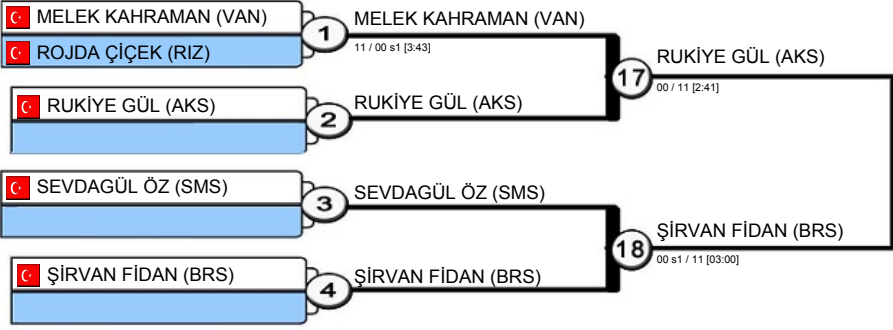 MELEK KAHRAMAN (VAN)
ROJDA ÇİÇEK (RIZ)
1
MELEK KAHRAMAN (VAN)
11 / 00 s1 [3:43]
RUKİYE GÜL (AKS)
2
RUKİYE GÜL (AKS)
17
RUKİYE GÜL (AKS)
00 / 11 [2:41]
SEVDAGÜL ÖZ (SMS)
3
SEVDAGÜL ÖZ (SMS)
ŞİRVAN FİDAN (BRS)
4
ŞİRVAN FİDAN (BRS)
18
ŞİRVAN FİDAN (BRS)
00 s1 / 11 [03:00]